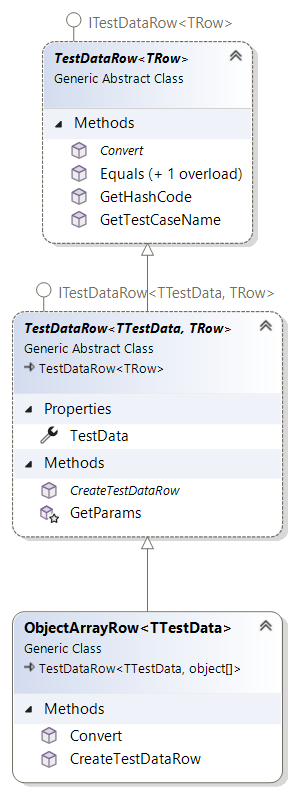 ITestDataRow<TRow>
TestDataRow<TRow>
Generic Abstract Class
Methods
Convert
Equals (+ 1 overload)
GetHashCode
GetTestCaseName
ITestDataRow<TTestData, TRow>
TestDataRow<TTestData, TRow>
Generic Abstract Class
TestDataRow<TRow>
Properties
TestData
Methods
CreateTestDataRow
GetParams
ObjectArrayRow<TTestData>
Generic Class
TestDataRow<TTestData, object[]>
Methods
Convert
CreateTestDataRow